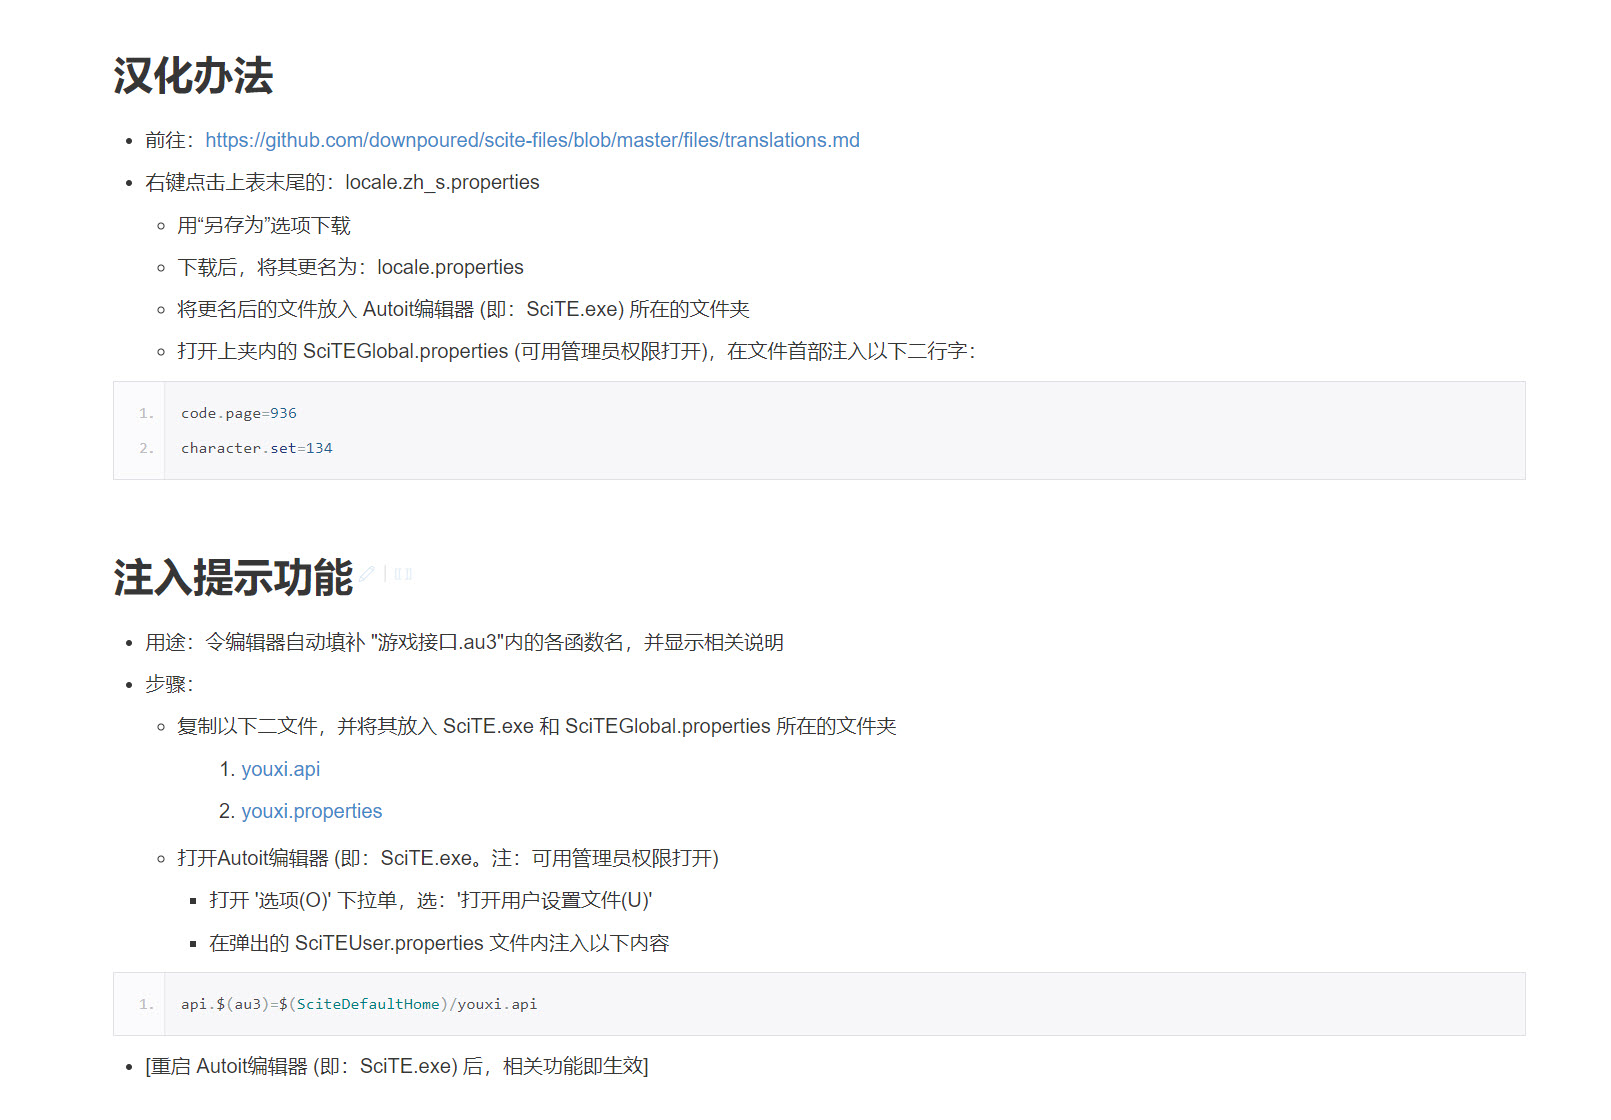 汉化办法
• 前往：https://github.com/downpoured/scite-files/blob/master/files/translations.md
• 右键点击上表末尾的：locale.zh_s.properties
◦ 用“另存为”选项下载
◦ 下载后，将其更名为：locale.properties
◦ 将更名后的文件放入 Autoit编辑器 (即：SciTE.exe) 所在的文件夹
◦ 打开上夹内的 SciTEGlobal.properties (可用管理员权限打开)，在文件首部注入以下二行字：
1. code.page=936
2. character.set=134
注入提示功能
• 用途：令编辑器自动填补 "游戏接口.au3"内的各函数名，并显示相关说明
• 步骤：
◦ 复制以下二文件，并将其放入 SciTE.exe 和 SciTEGlobal.properties 所在的文件夹
1. youxi.api
2. youxi.properties
◦ 打开Autoit编辑器 (即：SciTE.exe。注：可用管理员权限打开)
▪ 打开 '选项(O)' 下拉单，选：'打开用户设置文件(U)'
▪ 在弹出的 SciTEUser.properties 文件内注入以下内容
1. api.$(au3)=$(SciteDefaultHome)/youxi.api
• [重启 Autoit编辑器 (即：SciTE.exe) 后，相关功能即生效]